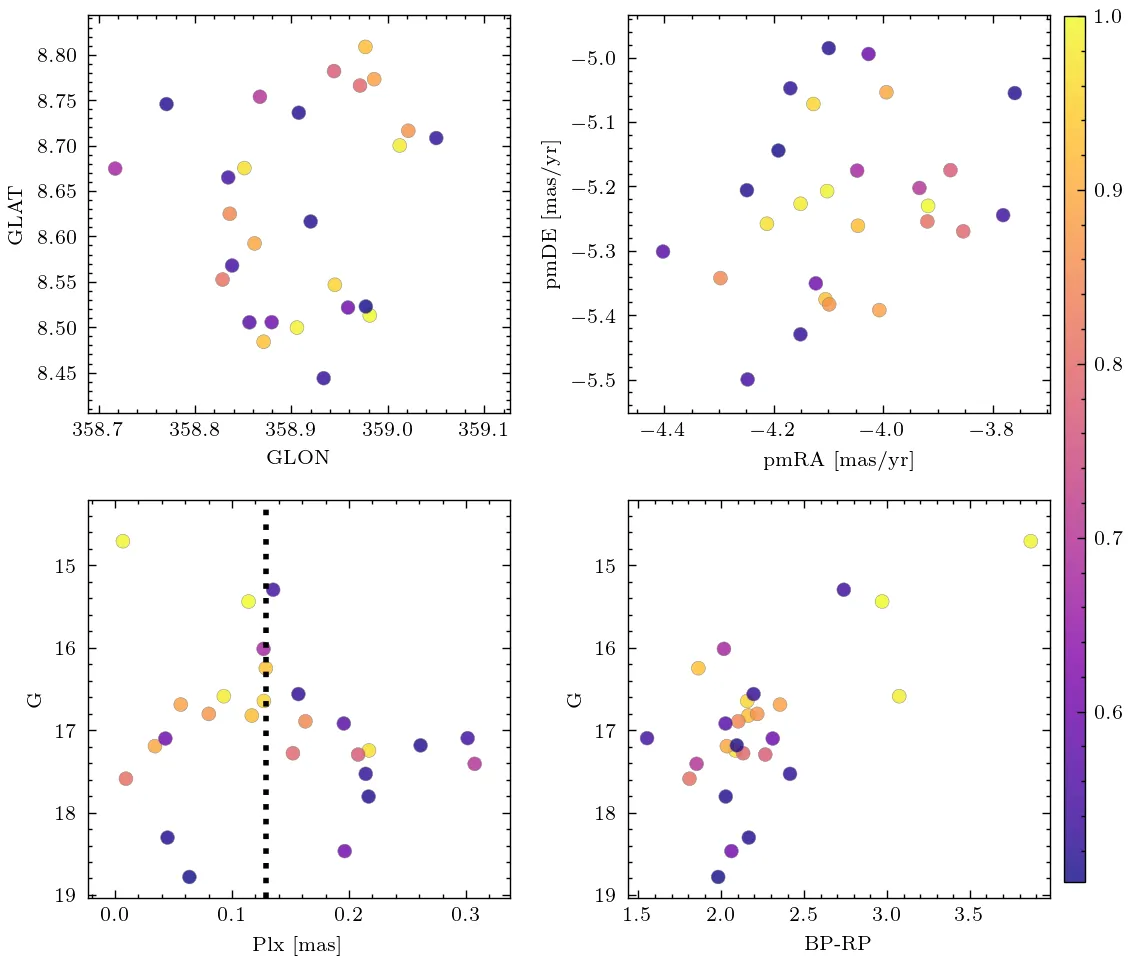 8.80
8.75
8.70
8.65
8.60
8.55
8.50
8.45
GLAT
358.7 358.8 358.9 359.0 359.1
GLON
−5.0
−5.1
−5.2
−5.3
−5.4
−5.5
pmDE [mas/yr]
−4.4 −4.2 −4.0 −3.8
pmRA [mas/yr]
1.0
0.9
0.8
0.7
0.6
15
16
17
18
19
G
0.0 0.1 0.2 0.3
Plx [mas]
15
16
17
18
19
G
1.5 2.0 2.5 3.0 3.5
BP-RP